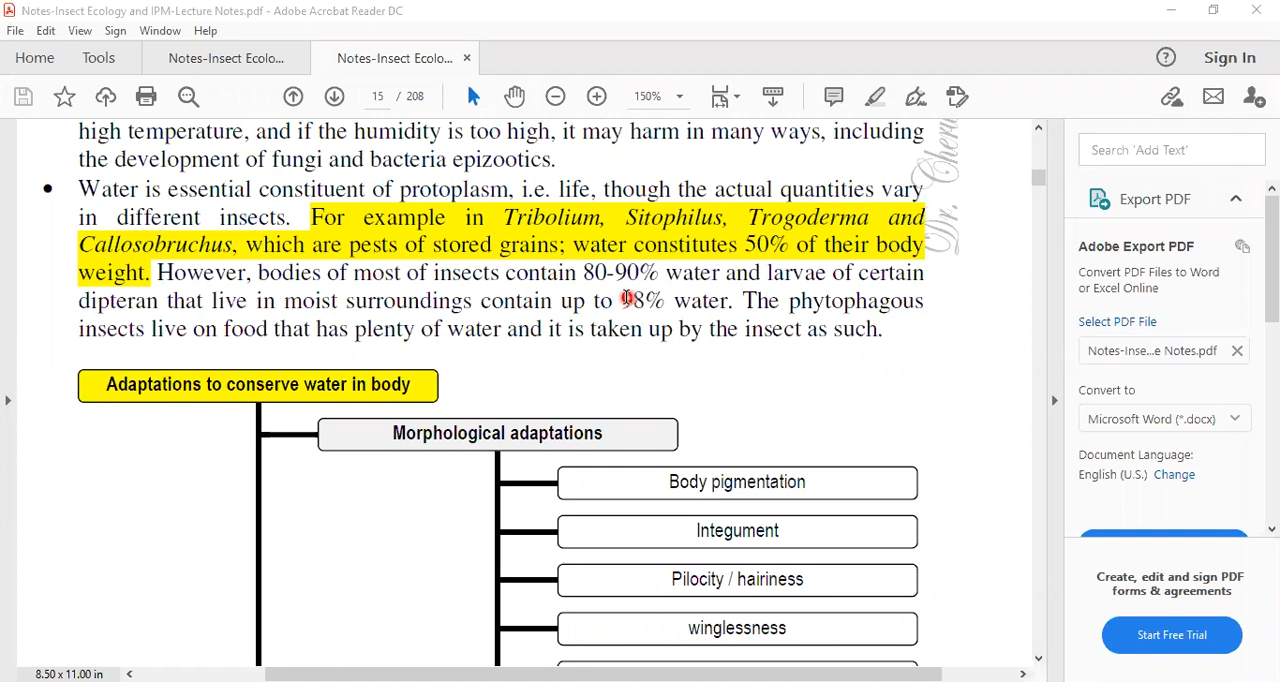 Notes-Insect Ecology and IPM-Lecture Notes.pdf - Adobe Acrobat Reader DC
File Edit View Sign Window Help
Home Tools Notes-Insect Ecolo... Notes-Insect Ecolo... × Sign In
15 / 208 150%
high temperature, and if the humidity is too high, it may harm in many ways, including
the development of fungi and bacteria epizootics.
• Water is essential constituent of protoplasm, i.e. life, though the actual quantities vary
in different insects. For example in Tribolium, Sitophilus, Trogoderma and
Callosobruchus, which are pests of stored grains; water constitutes 50% of their body
weight. However, bodies of most of insects contain 80-90% water and larvae of certain
dipteran that live in moist surroundings contain up to 98% water. The phytophagous
insects live on food that has plenty of water and it is taken up by the insect as such.
Dr.
Adaptations to conserve water in body
Morphological adaptations
Body pigmentation
Integument
Pilocity / hairiness
winglessness
8.50 x 11.00 in
Search 'Add Text'
Export PDF
Adobe Export PDF
Convert PDF Files to Word
or Excel Online
Select PDF File
Notes-Inse...e Notes.pdf
Convert to
Microsoft Word (*.docx)
Document Language:
English (U.S.) Change
Create, edit and sign PDF
forms & agreements
Start Free Trial